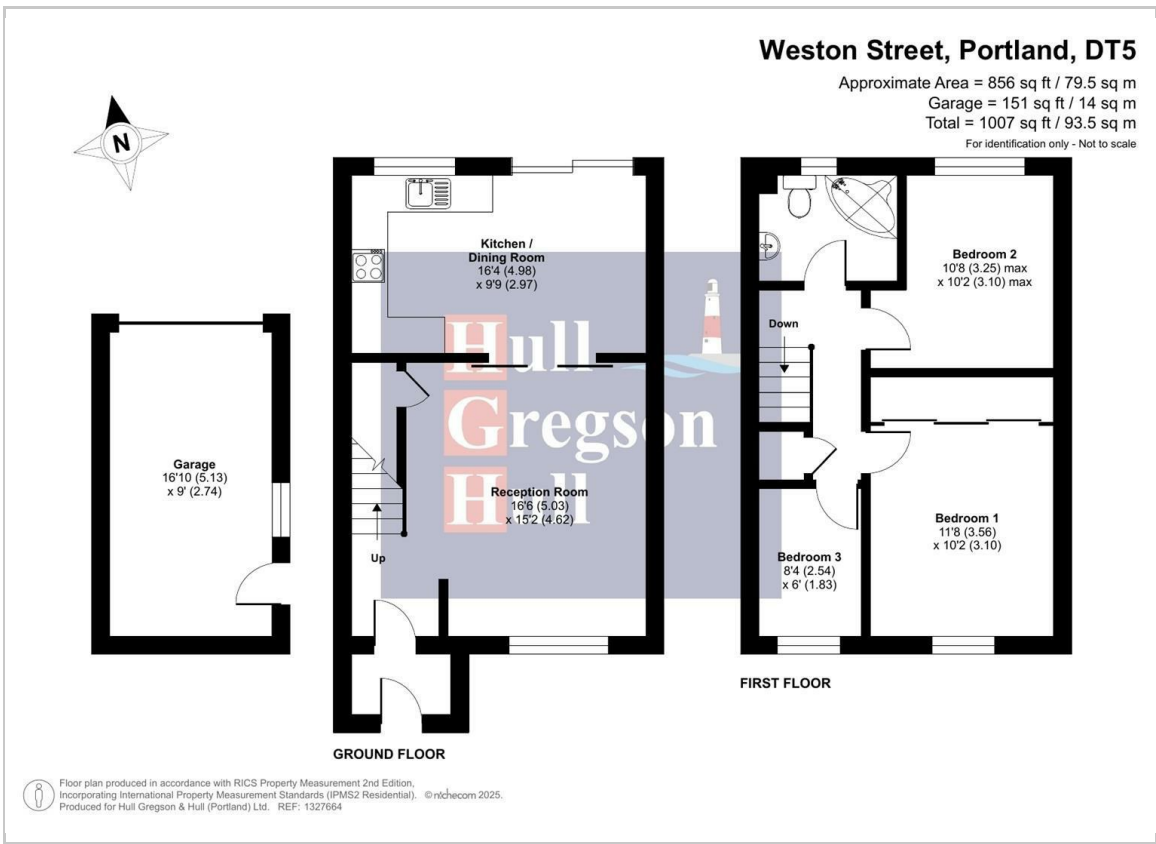 Weston Street, Portland, DT5
Approximate Area = 856 sq ft / 79.5 sq m
Garage = 151 sq ft / 14 sq m
Total = 1007 sq ft / 93.5 sq m
For identification only - Not to scale
N
Kitchen /
Dining Room
16'4 (4.98)
x 9'9 (2.97)
Bedroom 2
10'8 (3.25) max
x 10'2 (3.10) max
Down
Hull
Gregson
Hull
Garage
16'10 (5.13)
x 9' (2.74)
Reception Room
16'6 (5.03)
x 15'2 (4.62)
Up
Bedroom 1
11'8 (3.56)
x 10'2 (3.10)
Bedroom 3
8'4 (2.54)
x 6' (1.83)
FIRST FLOOR
GROUND FLOOR
Floor plan produced in accordance with RICS Property Measurement 2nd Edition,
Incorporating International Property Measurement Standards (IPMS2 Residential). © nichecom 2025.
Produced for Hull Gregson & Hull (Portland) Ltd. REF: 1327664